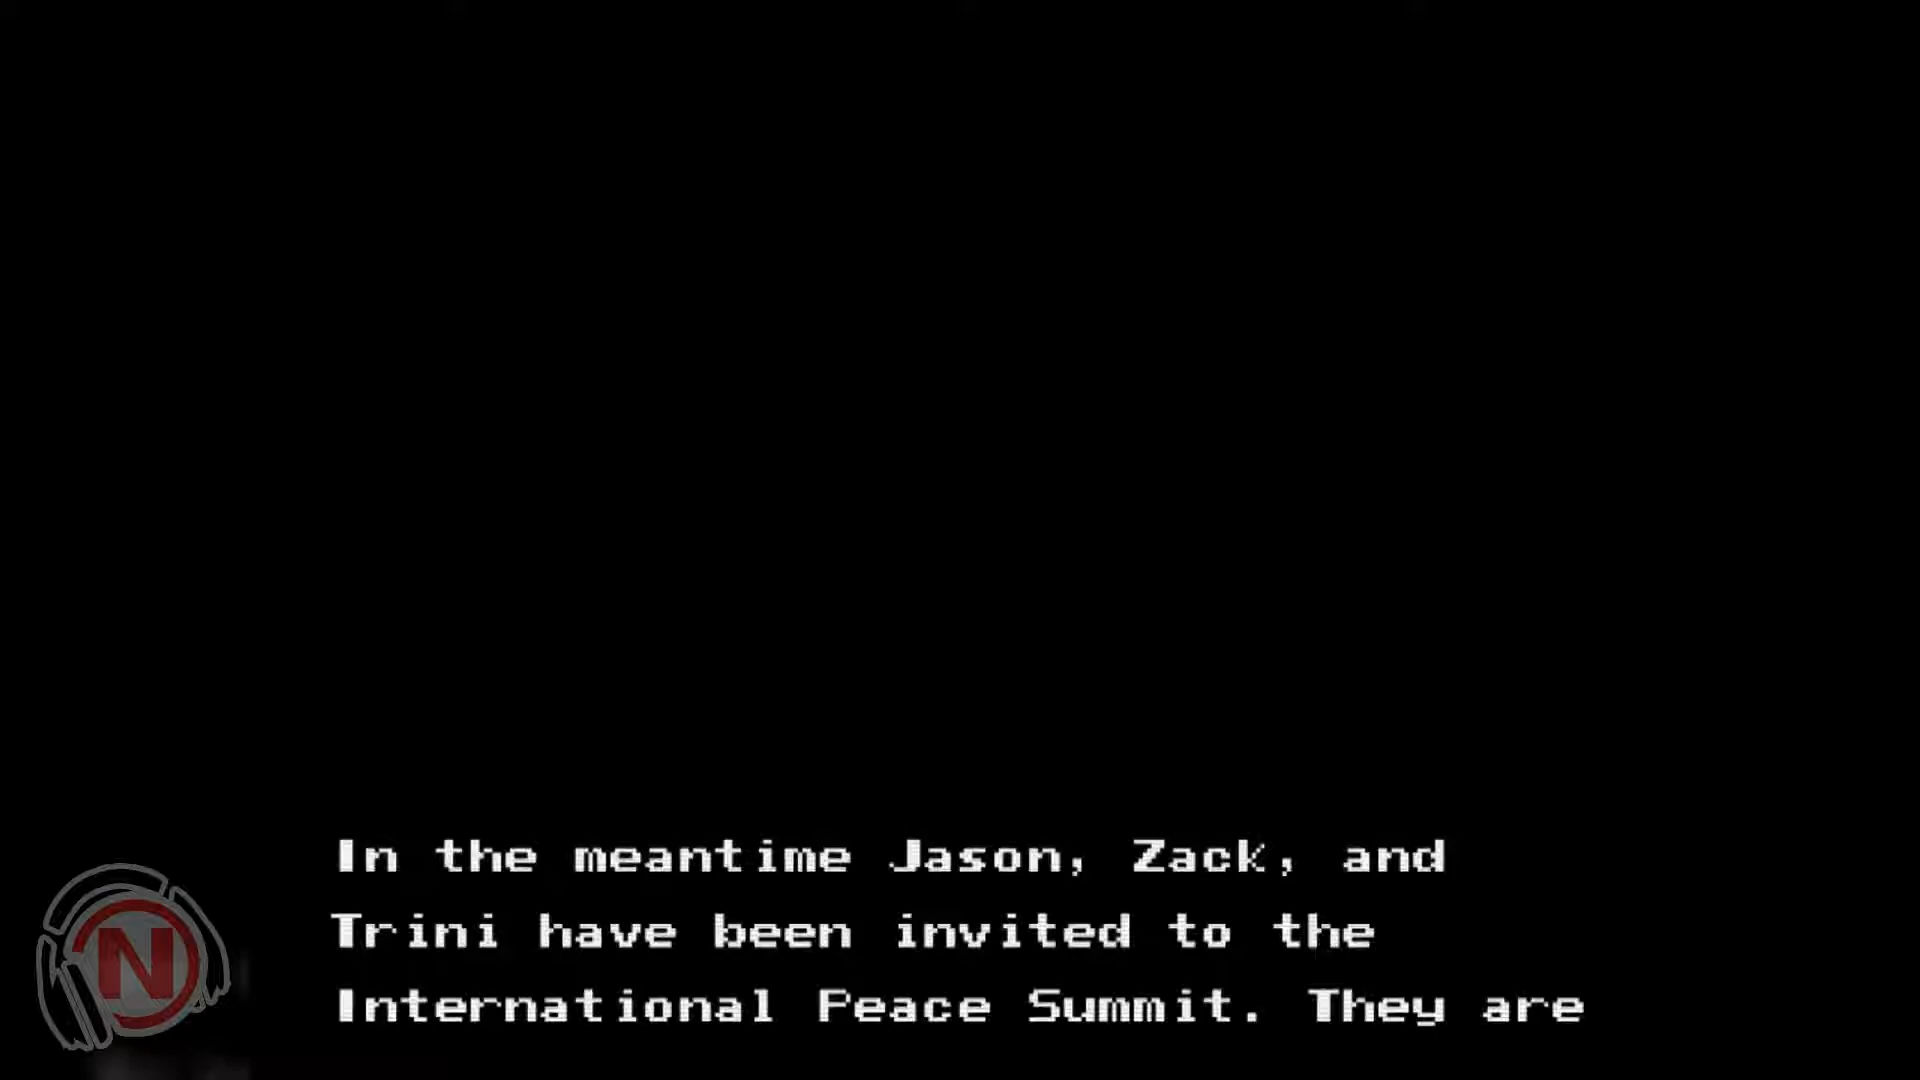 In the meantime Jason, Zack, and
Trini have been invited to the
International Peace Summit. They are
N